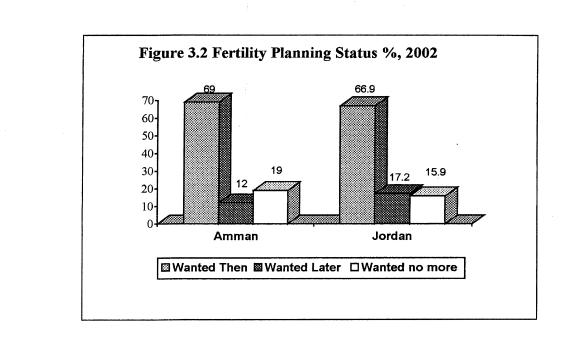 Figure 3.2 Fertility Planning Status %, 2002
69
66.9
70
60
50
40
30
20
10
0
12
19
17.2
15.9
Amman
Jordan
Wanted Then
Wanted Later
Wanted no more